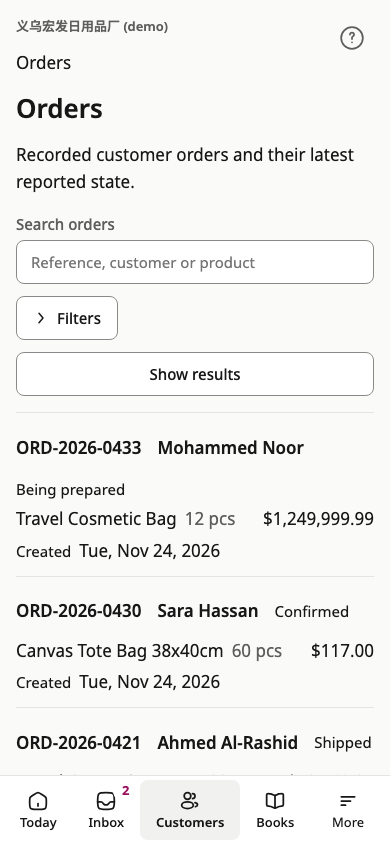 义乌宏发日用品厂 (demo)
Orders
Orders
Recorded customer orders and their latest
reported state.
Search orders
Reference, customer or product
Filters
Show results
ORD-2026-0433 Mohammed Noor
Being prepared
Travel Cosmetic Bag 12 pcs $1,249,999.99
Created Tue, Nov 24, 2026
ORD-2026-0430 Sara Hassan Confirmed
Canvas Tote Bag 38x40cm 60 pcs $117.00
Created Tue, Nov 24, 2026
ORD-2026-0421 Ahmed Al-Rashid Shipped
2
Today Inbox Customers Books More